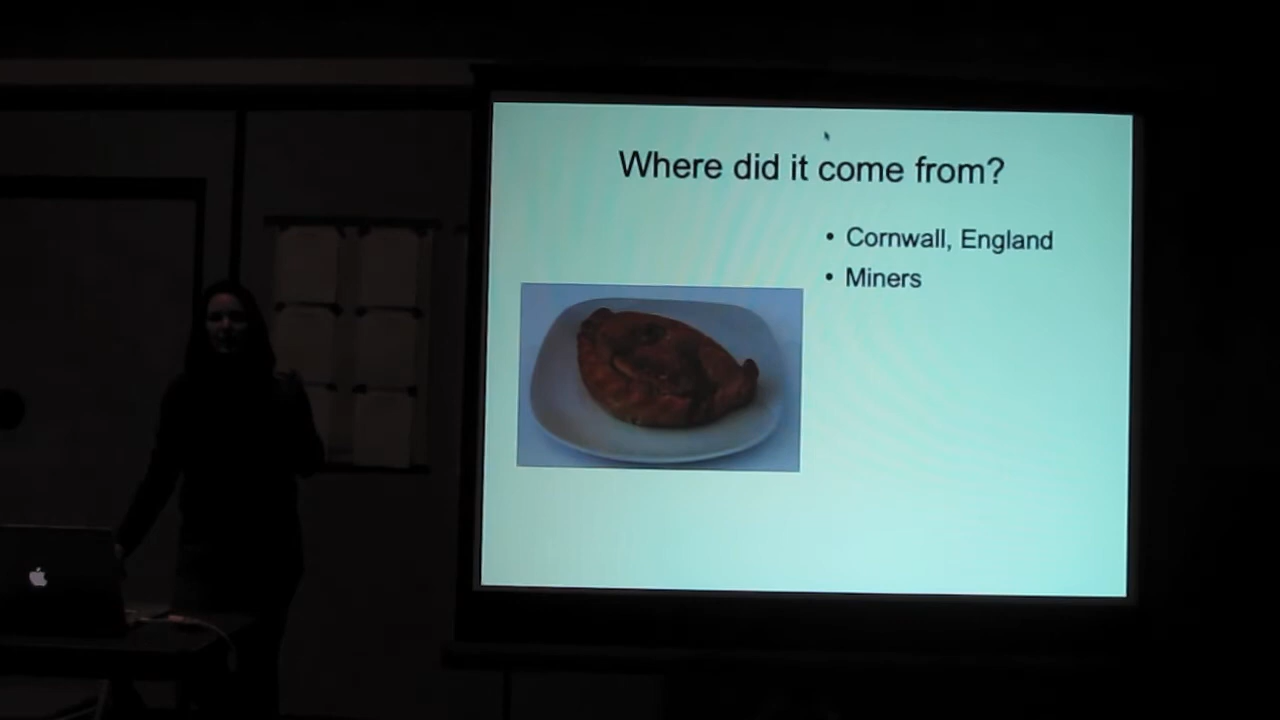 Where did it come from?
• Cornwall, England
• Miners